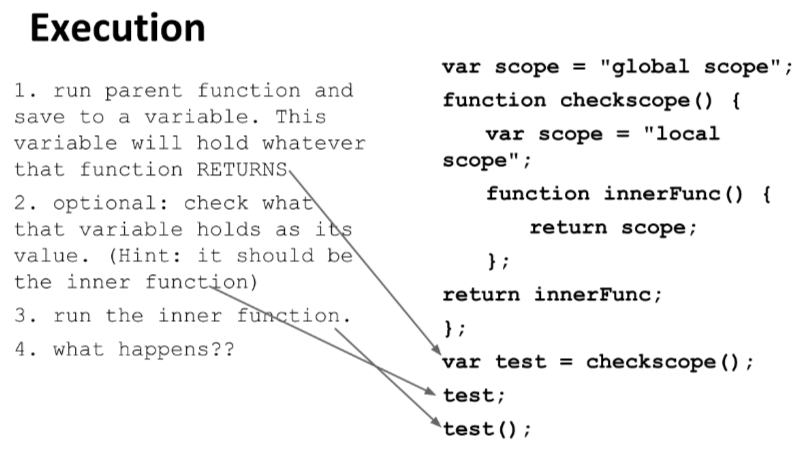 Execution
1. run parent function and
save to a variable. This
variable will hold whatever
that function RETURNS
2. optional: check what
that variable holds as its
value. (Hint: it should be
the inner function)
3. run the inner function.
4. what happens??
var scope = "global scope";
function checkscope() {
var scope = "local
scope";
function innerFunc() {
return scope;
};
return innerFunc;
};
var test = checkscope();
test;
test();